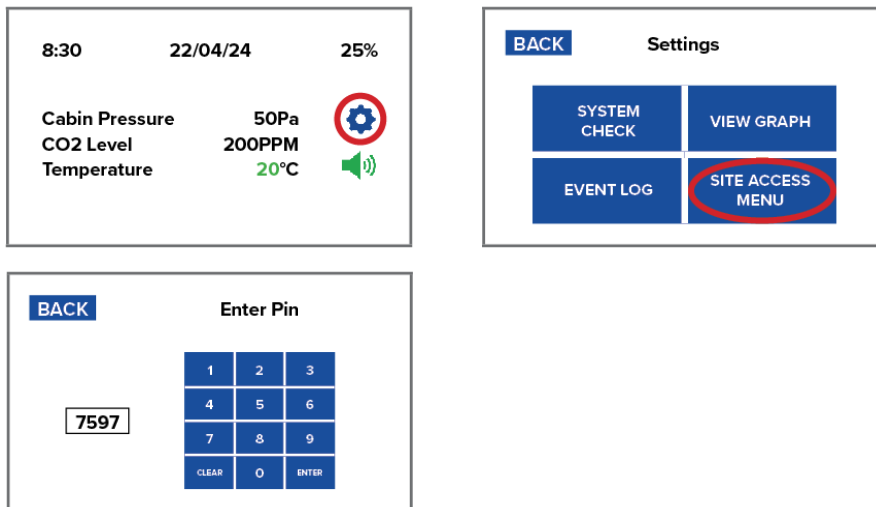 8:30 22/04/24 25%
Cabin Pressure 50Pa
CO2 Level 200PPM
Temperature 20°C
BACK Settings
SYSTEM
CHECK
VIEW GRAPH
EVENT LOG
SITE ACCESS
MENU
BACK Enter Pin
1 2 3
4 5 6
7597
7 8 9
CLEAR 0 ENTER